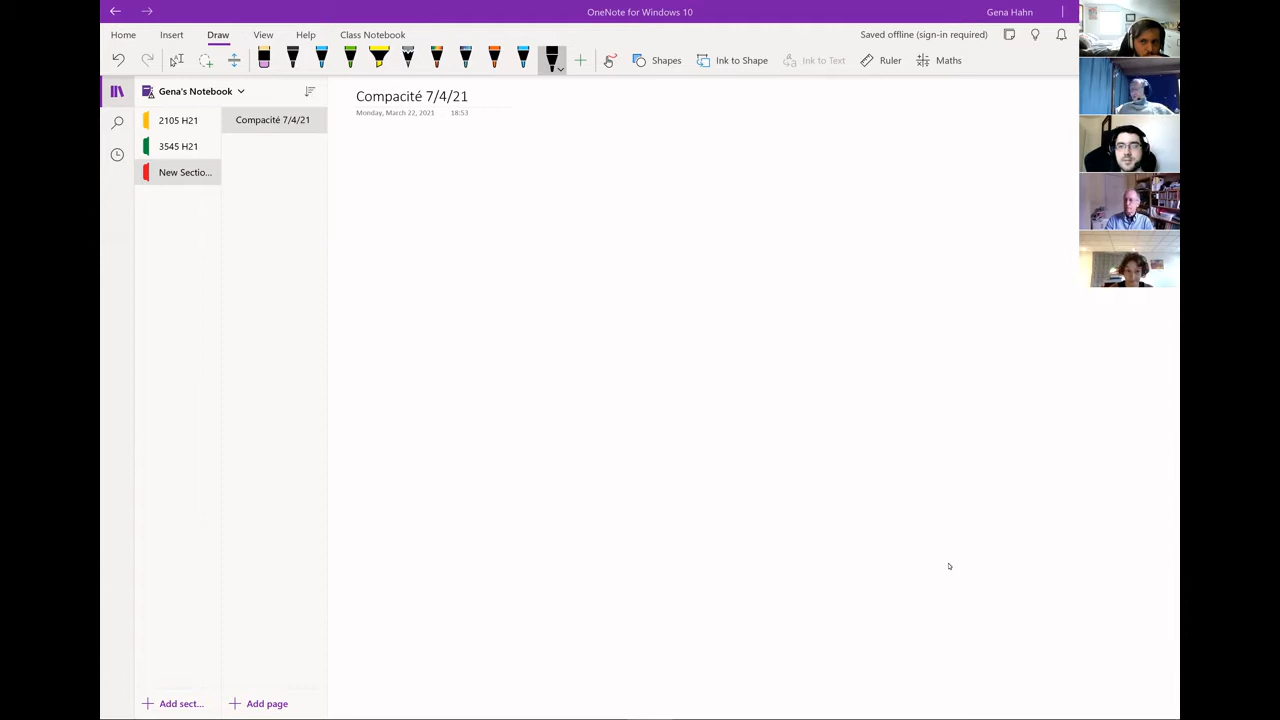 OneNote for Windows 10
Gena Hahn
Home
Insert
Draw
View
Help
Class Notebook
Saved offline (sign-in required)
Shapes
Ink to Shape
Ink to Text
Ruler
Maths
Gena's Notebook
2105 H21
3545 H21
New Sectio...
Compacité 7/4/21
Compacité 7/4/21
Monday, March 22, 2021 18:53
Add sect...
Add page